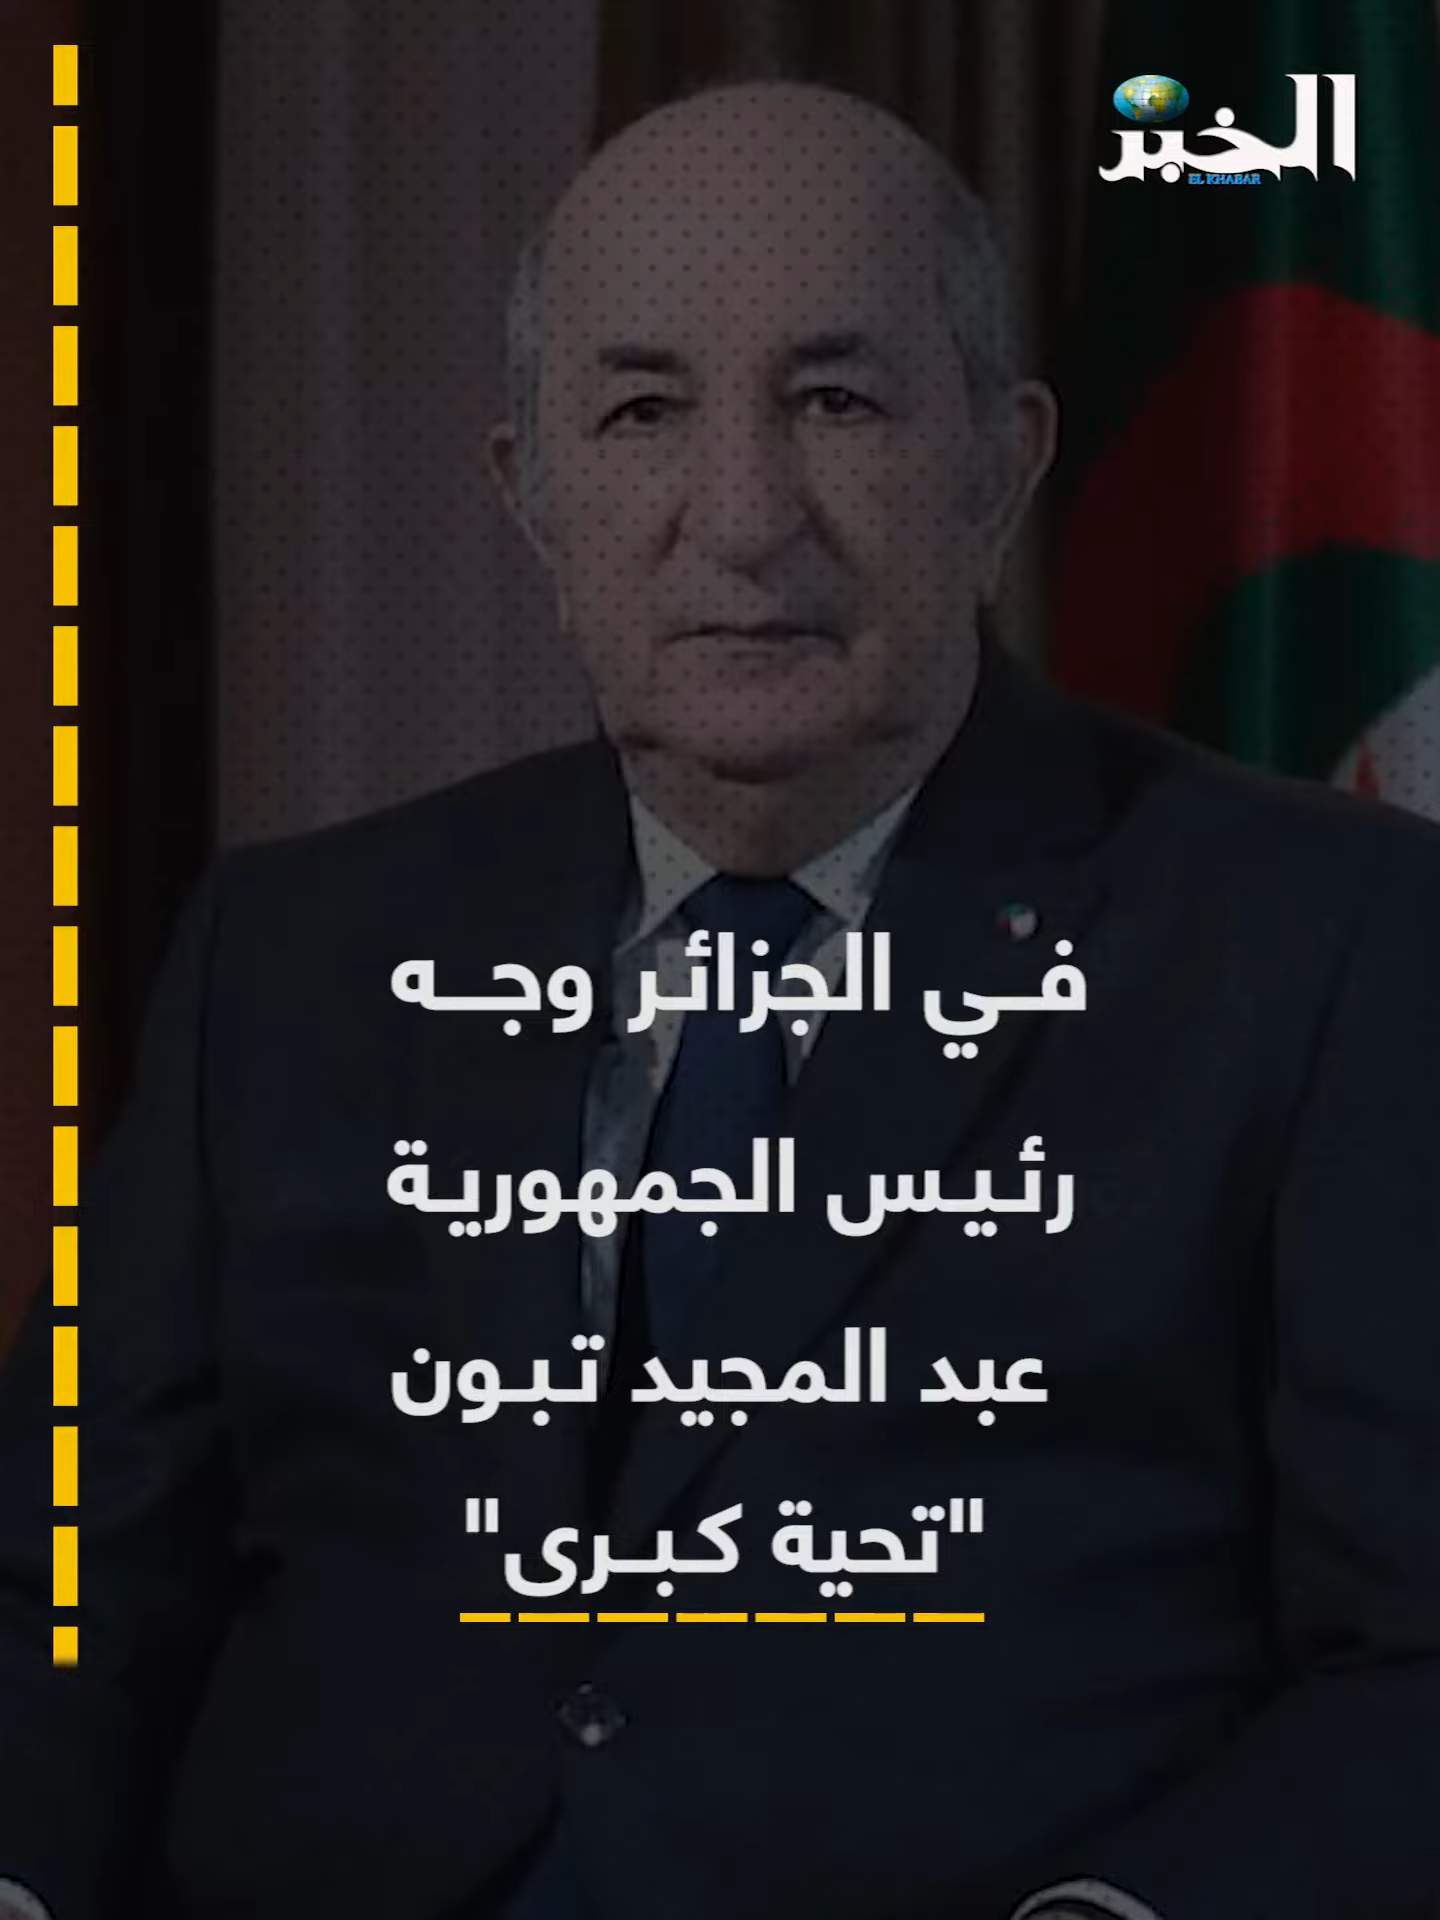 الخبر
EL KHABAR
في الجزائر وجه
رئيس الجمهورية
عبد المجيد تبون
"تحية كبرى"